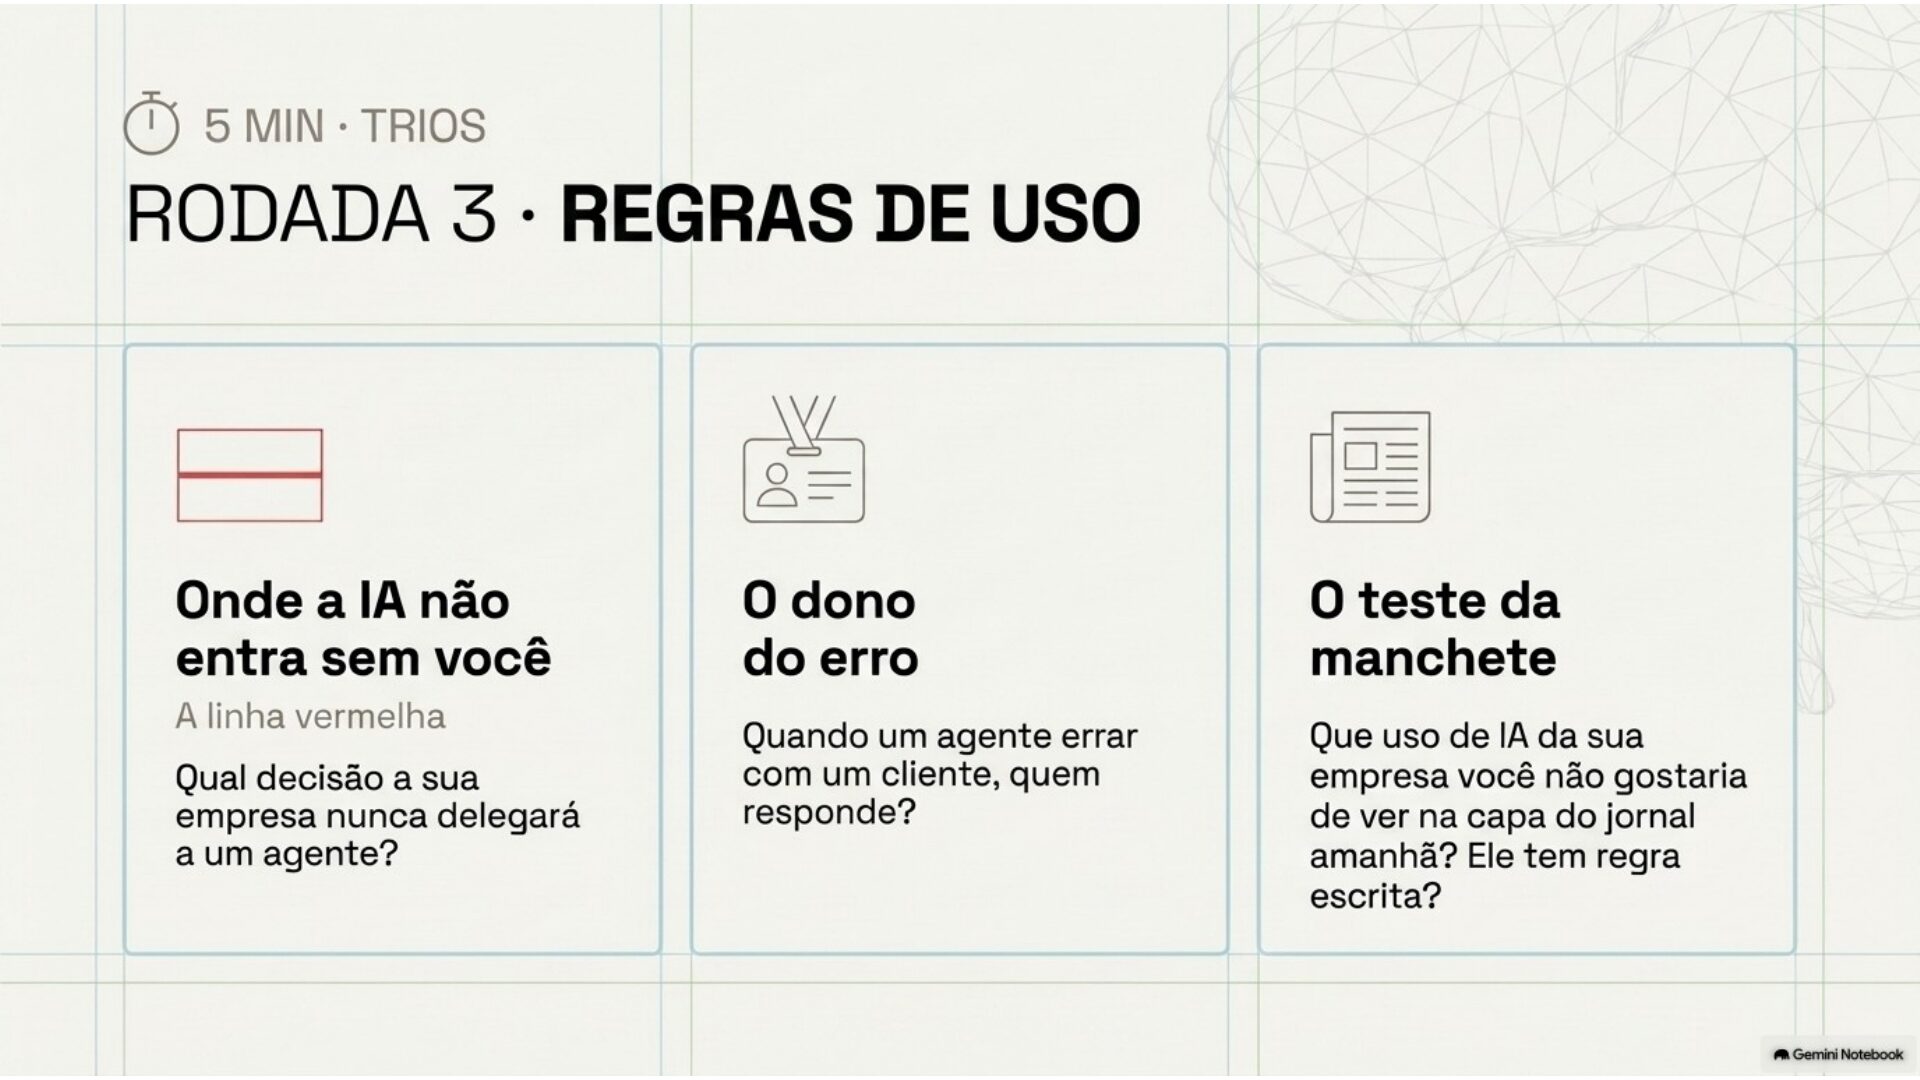 5 MIN · TRIOS
RODADA 3 · REGRAS DE USO
Onde a IA não
entra sem você
A linha vermelha
Qual decisão a sua
empresa nunca delegará
a um agente?
O dono
do erro
Quando um agente errar
com um cliente, quem
responde?
O teste da
manchete
Que uso de IA da sua
empresa você não gostaria
de ver na capa do jornal
amanhã? Ele tem regra
escrita?
Gemini Notebook